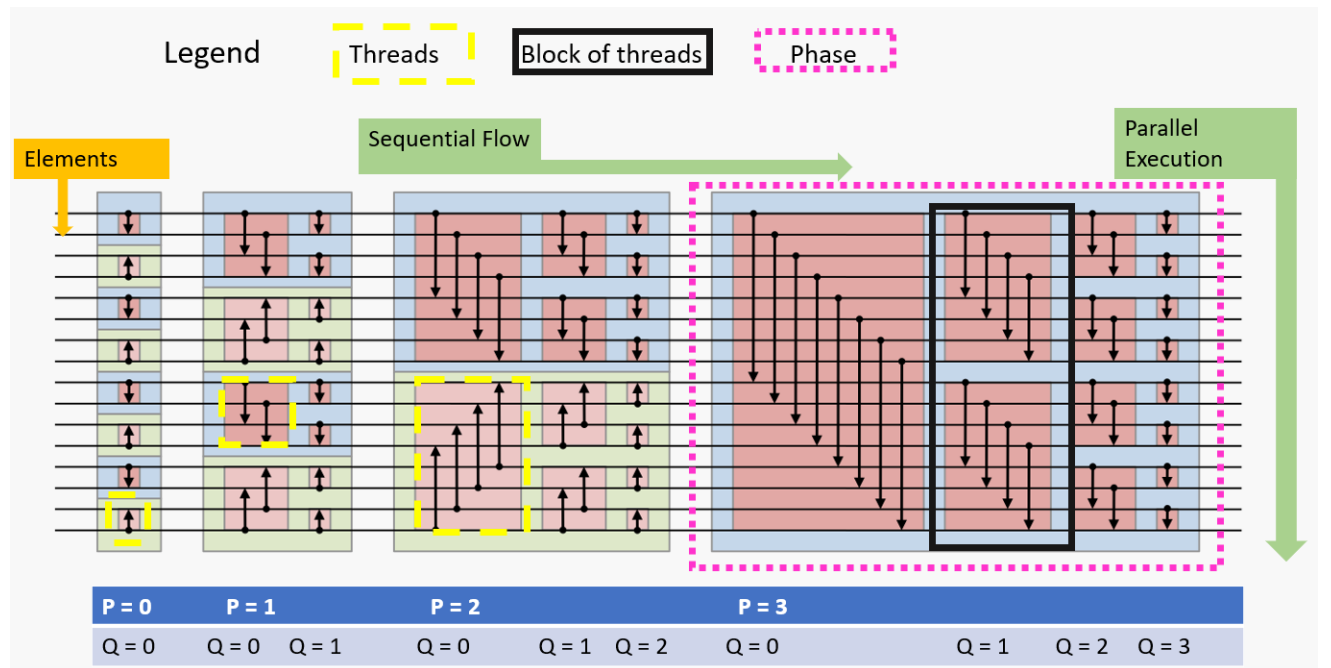 Legend
Threads
Block of threads
Phase
Elements
Sequential Flow
Parallel
Execution
P = 0 P = 1 P = 2 P = 3
Q = 0 Q = 0 Q = 1 Q = 0 Q = 1 Q = 2 Q = 0 Q = 1 Q = 2 Q = 3